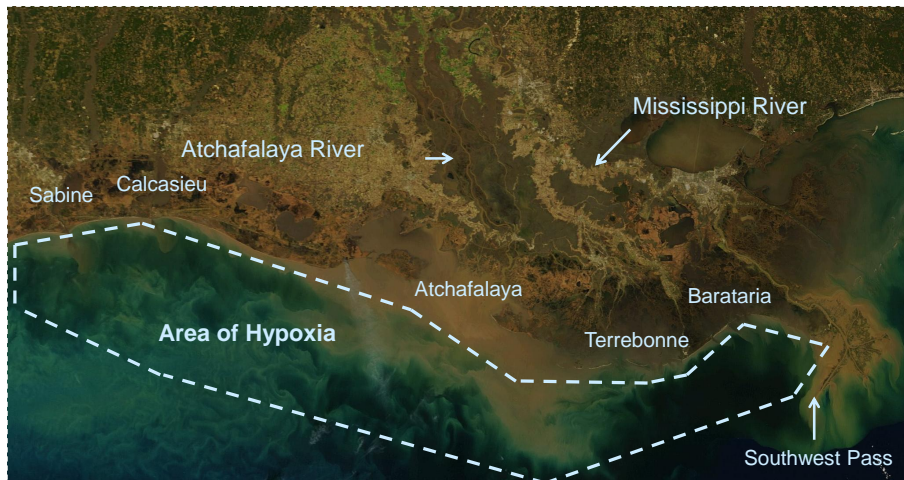 Mississippi River
Atchafalaya River
Calcasieu
Sabine
Atchafalaya
Barataria
Area of Hypoxia
Terrebonne
Southwest Pass